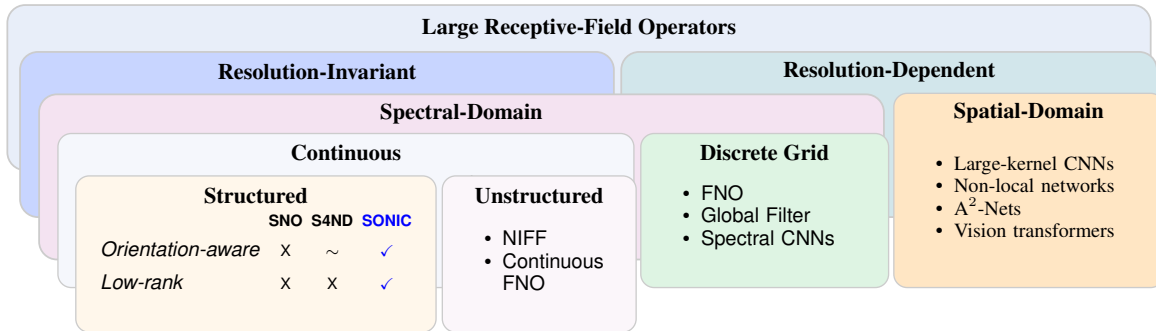 Large Receptive-Field Operators
Resolution-Invariant
Resolution-Dependent
Spectral-Domain
Spatial-Domain
• Large-kernel CNNs
• Non-local networks
• A²-Nets
• Vision transformers
Continuous
Discrete Grid
• FNO
• Global Filter
• Spectral CNNs
Structured
SNO S4ND SONIC
Orientation-aware X ~ ✓
Low-rank X X ✓
Unstructured
• NIFF
• Continuous
FNO